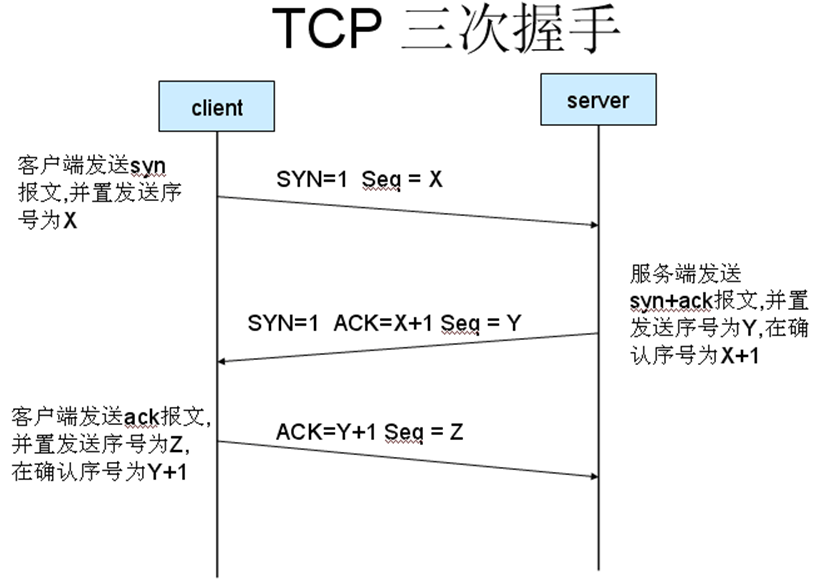 TCP 三次握手
client
server
客户端发送syn
报文,并置发送序
号为X
SYN=1 Seq = X
服务端发送
syn+ack报文,并置
发送序号为Y,在确
认序号为X+1
SYN=1 ACK=X+1 Seq = Y
客户端发送ack报文,
并置发送序号为Z,
在确认序号为Y+1
ACK=Y+1 Seq = Z